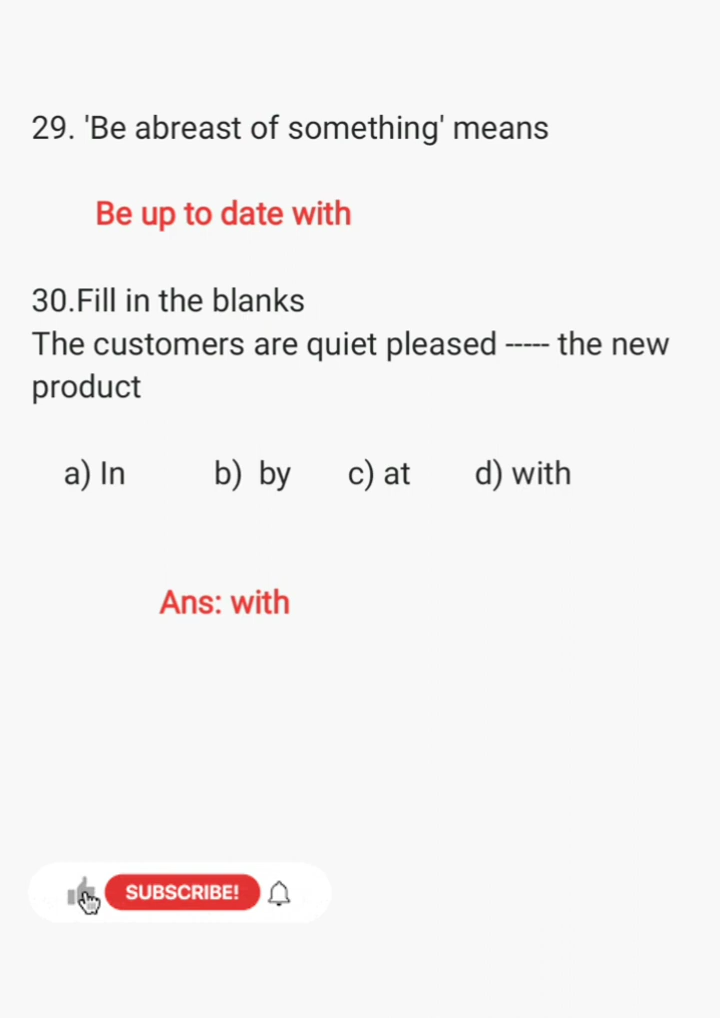 29. 'Be abreast of something' means
Be up to date with
30.Fill in the blanks
The customers are quiet pleased ----- the new
product
a) In b) by c) at d) with
Ans: with
SUBSCRIBE!